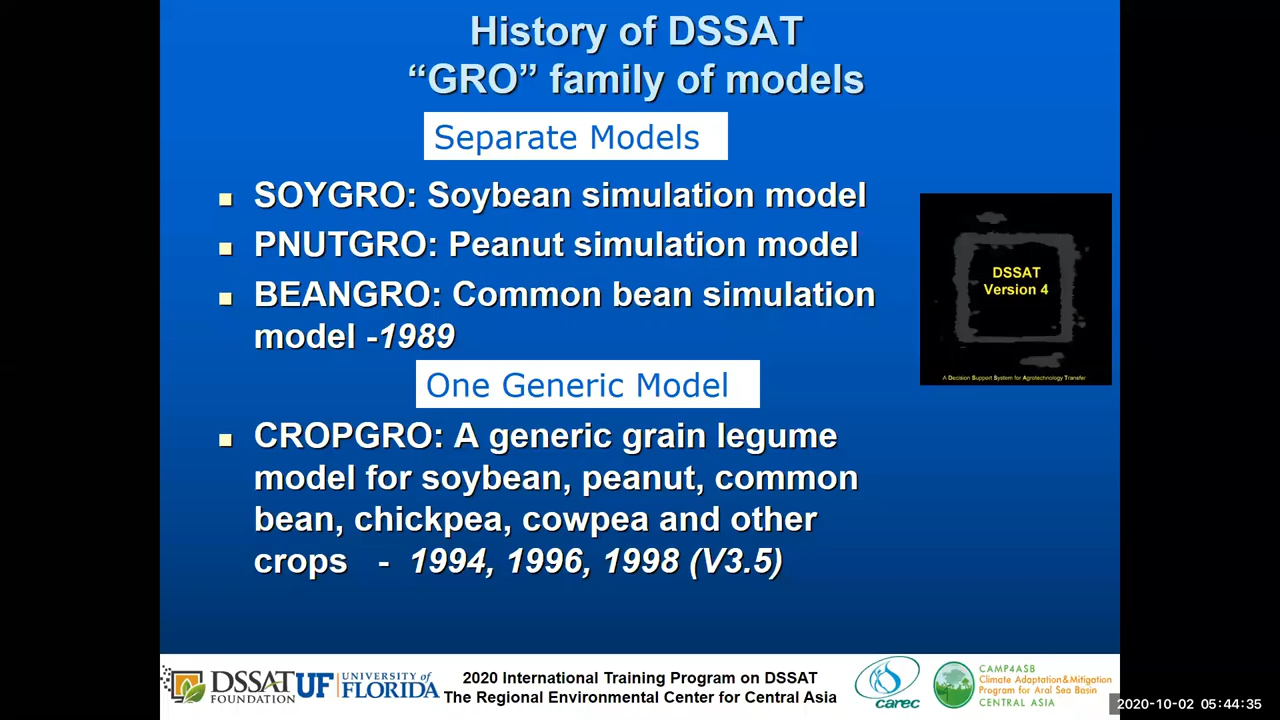 History of DSSAT
“GRO” family of models
Separate Models
SOYGRO: Soybean simulation model
PNUTGRO: Peanut simulation model
BEANGRO: Common bean simulation
model -1989
DSSAT
Version 4
A Decision Support System for Agrotechnology Transfer
One Generic Model
CROPGRO: A generic grain legume
model for soybean, peanut, common
bean, chickpea, cowpea and other
crops - 1994, 1996, 1998 (V3.5)
DSSAT
FOUNDATION
UF UNIVERSITY of
FLORIDA
2020 International Training Program on DSSAT
The Regional Environmental Center for Central Asia
carec
CAMP4ASB
Climate Adaptation & Mitigation
Program for Aral Sea Basin
CENTRAL ASIA
2020-10-02 05:44:35